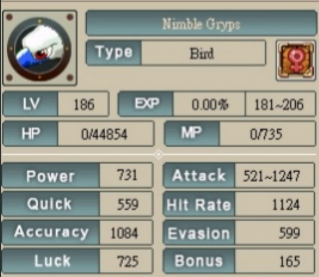 Nimble Gryps
Type Bird
LV 186 EXP 0.00% 181~206
HP 0/44854 MP 0/735
Power 731 Attack 521~1247
Quick 559 Hit Rate 1124
Accuracy 1084 Evasion 599
Luck 725 Bonus 165